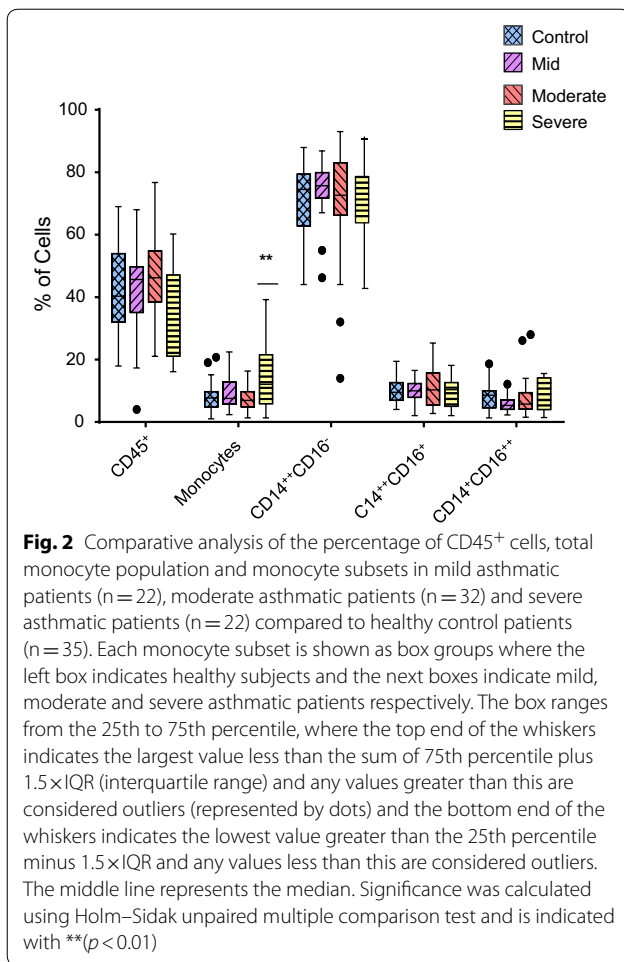 Control
Mid
Moderate
Severe
100
80
60
40
20
0
% of Cells
**
CD45⁺
Monocytes
CD14⁺⁺CD16⁻
C14⁺⁺CD16⁺
CD14⁺CD16⁺⁺
Fig. 2 Comparative analysis of the percentage of CD45⁺ cells, total
monocyte population and monocyte subsets in mild asthmatic
patients (n = 22), moderate asthmatic patients (n = 32) and severe
asthmatic patients (n = 22) compared to healthy control patients
(n = 35). Each monocyte subset is shown as box groups where the
left box indicates healthy subjects and the next boxes indicate mild,
moderate and severe asthmatic patients respectively. The box ranges
from the 25th to 75th percentile, where the top end of the whiskers
indicates the largest value less than the sum of 75th percentile plus
1.5 × IQR (interquartile range) and any values greater than this are
considered outliers (represented by dots) and the bottom end of the
whiskers indicates the lowest value greater than the 25th percentile
minus 1.5 × IQR and any values less than this are considered outliers.
The middle line represents the median. Significance was calculated
using Holm–Sidak unpaired multiple comparison test and is indicated
with **(p < 0.01)